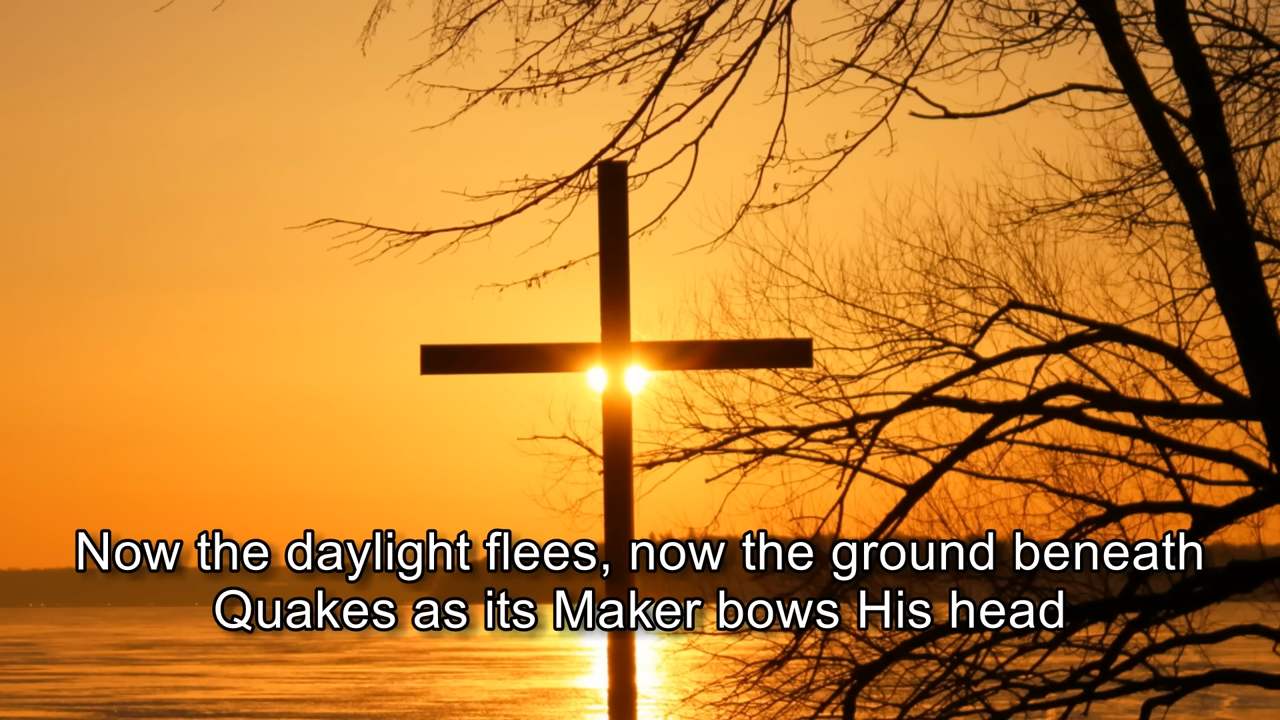 Now the daylight flees, now the ground beneath
Quakes as its Maker bows His head